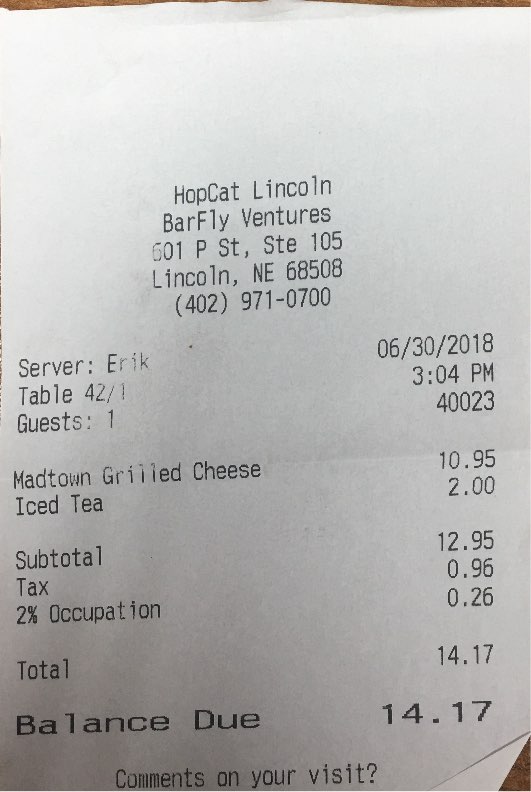 HopCat Lincoln
BarFly Ventures
601 P St, Ste 105
Lincoln, NE 68508
(402) 971-0700
Server: Erik 06/30/2018
Table 42/1 3:04 PM
Guests: 1 40023
Madtown Grilled Cheese 10.95
Iced Tea 2.00
Subtotal 12.95
Tax 0.96
2% Occupation 0.26
Total 14.17
Balance Due 14.17
Comments on your visit?